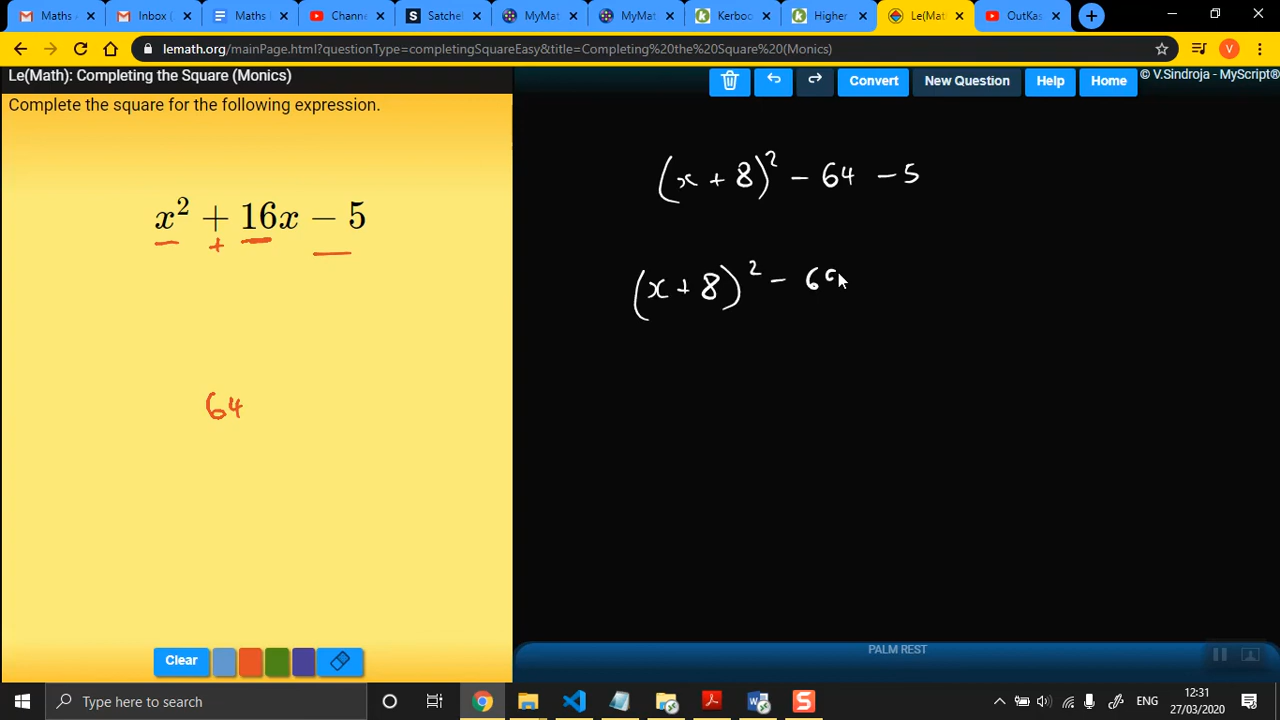 Maths A
Inbox (
Maths I
Channe
Satchel
MyMat
MyMat
Kerboo
Higher
Le(Mat
OutKas
lemath.org/mainPage.html?questionType=completingSquareEasy&title=Completing%20the%20Square%20(Monics)
V
Le(Math): Completing the Square (Monics)
Convert
New Question
Help
Home
© V.Sindroja - MyScript®
Complete the square for the following expression.
x² + 16x − 5
+
64
(x + 8)² − 64 − 5
(x + 8)² − 69
Clear
PALM REST
Type here to search
ENG
12:31
27/03/2020